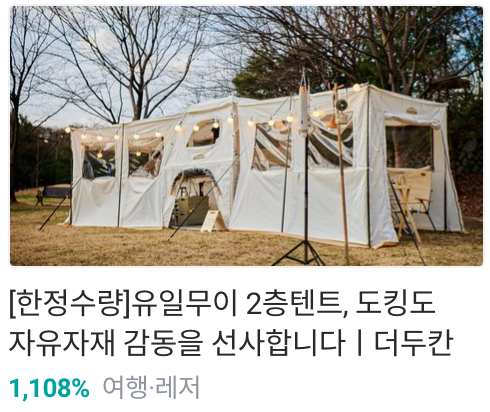 [한정수량]유일무이 2층텐트, 도킹도
자유자재 감동을 선사합니다ㅣ더두칸
1,108% 여행·레저